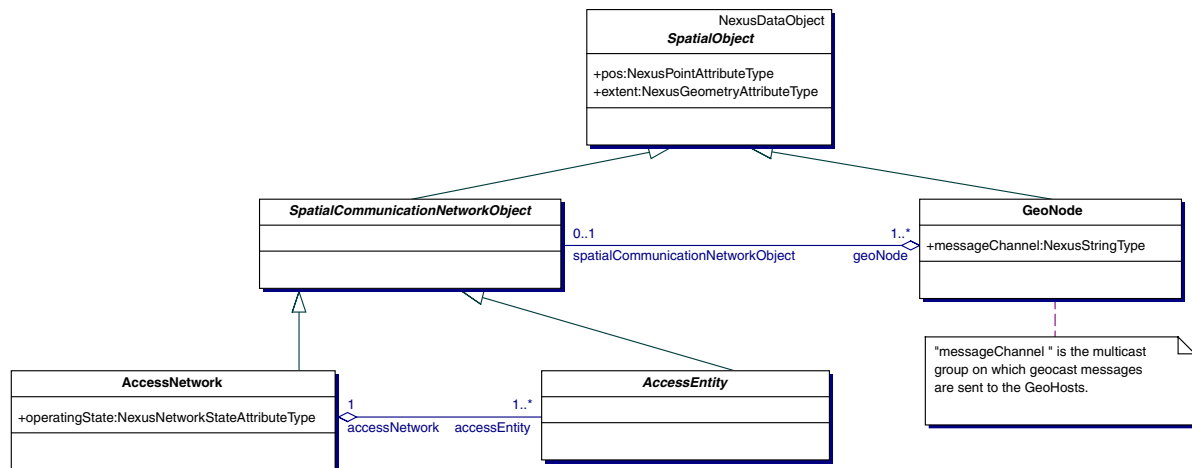 NexusDataObject
SpatialObject
+pos:NexusPointAttributeType
+extent:NexusGeometryAttributeType
SpatialCommunicationNetworkObject
GeoNode
+messageChannel:NexusStringType
0..1
1..*
spatialCommunicationNetworkObject
geoNode
"messageChannel " is the multicast
group on which geocast messages
are sent to the GeoHosts.
AccessNetwork
+operatingState:NexusNetworkStateAttributeType
AccessEntity
1
1..*
accessNetwork
accessEntity